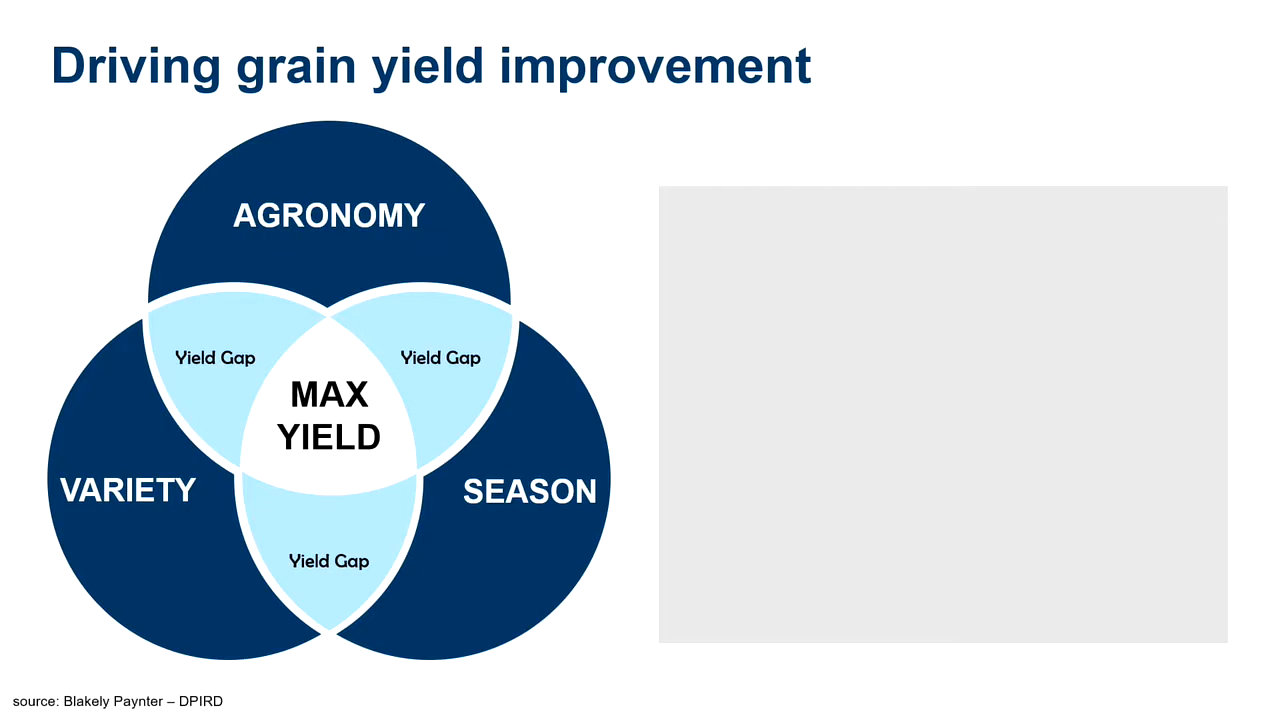 Driving grain yield improvement
AGRONOMY
Yield Gap
Yield Gap
MAX
YIELD
VARIETY
SEASON
Yield Gap
source: Blakely Paynter – DPIRD